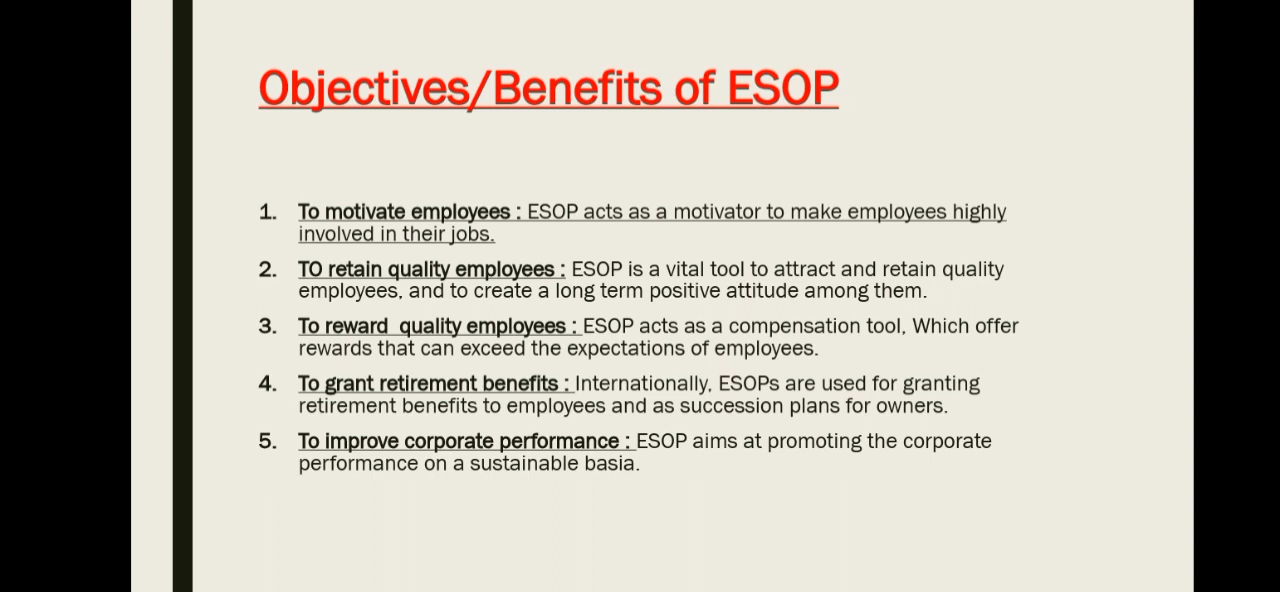 Objectives/Benefits of ESOP
1. To motivate employees : ESOP acts as a motivator to make employees highly
involved in their jobs.
2. TO retain quality employees : ESOP is a vital tool to attract and retain quality
employees, and to create a long term positive attitude among them.
3. To reward  quality employees : ESOP acts as a compensation tool, Which offer
rewards that can exceed the expectations of employees.
4. To grant retirement benefits : Internationally, ESOPs are used for granting
retirement benefits to employees and as succession plans for owners.
5. To improve corporate performance : ESOP aims at promoting the corporate
performance on a sustainable basia.